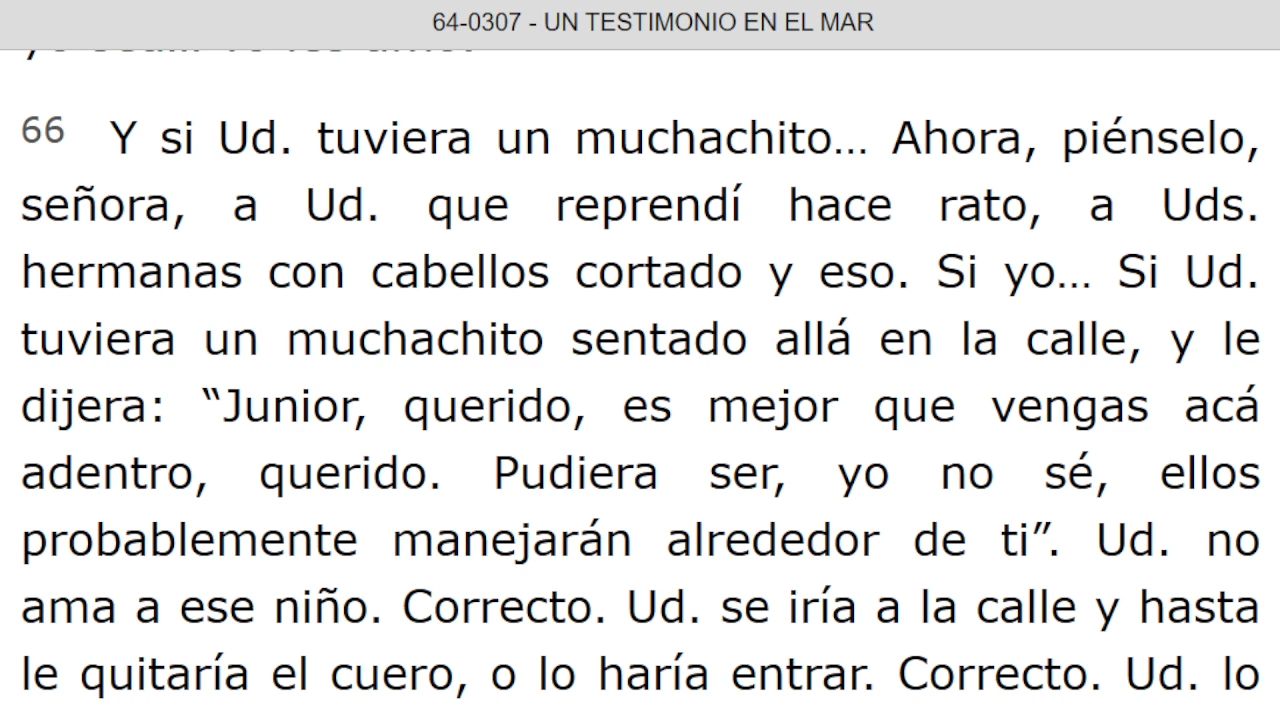 64-0307 - UN TESTIMONIO EN EL MAR
66 Y si Ud. tuviera un muchachito... Ahora, piénselo,
señora, a Ud. que reprendí hace rato, a Uds.
hermanas con cabellos cortado y eso. Si yo... Si Ud.
tuviera un muchachito sentado allá en la calle, y le
dijera: “Junior, querido, es mejor que vengas acá
adentro, querido. Pudiera ser, yo no sé, ellos
probablemente manejarán alrededor de ti”. Ud. no
ama a ese niño. Correcto. Ud. se iría a la calle y hasta
le quitaría el cuero, o lo haría entrar. Correcto. Ud. lo